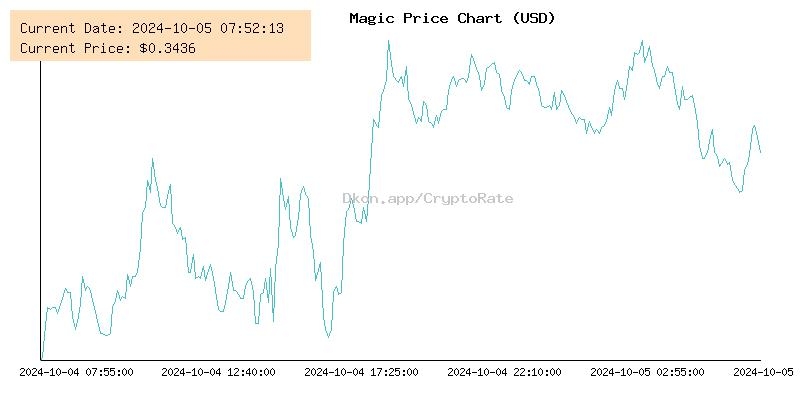 Magic Price Chart (USD)
Current Date: 2024-10-05 07:52:13
Current Price: $0.3436
Dkon.app/CryptoRate
2024-10-04 07:55:00 2024-10-04 12:40:00 2024-10-04 17:25:00 2024-10-04 22:10:00 2024-10-05 02:55:00 2024-10-05